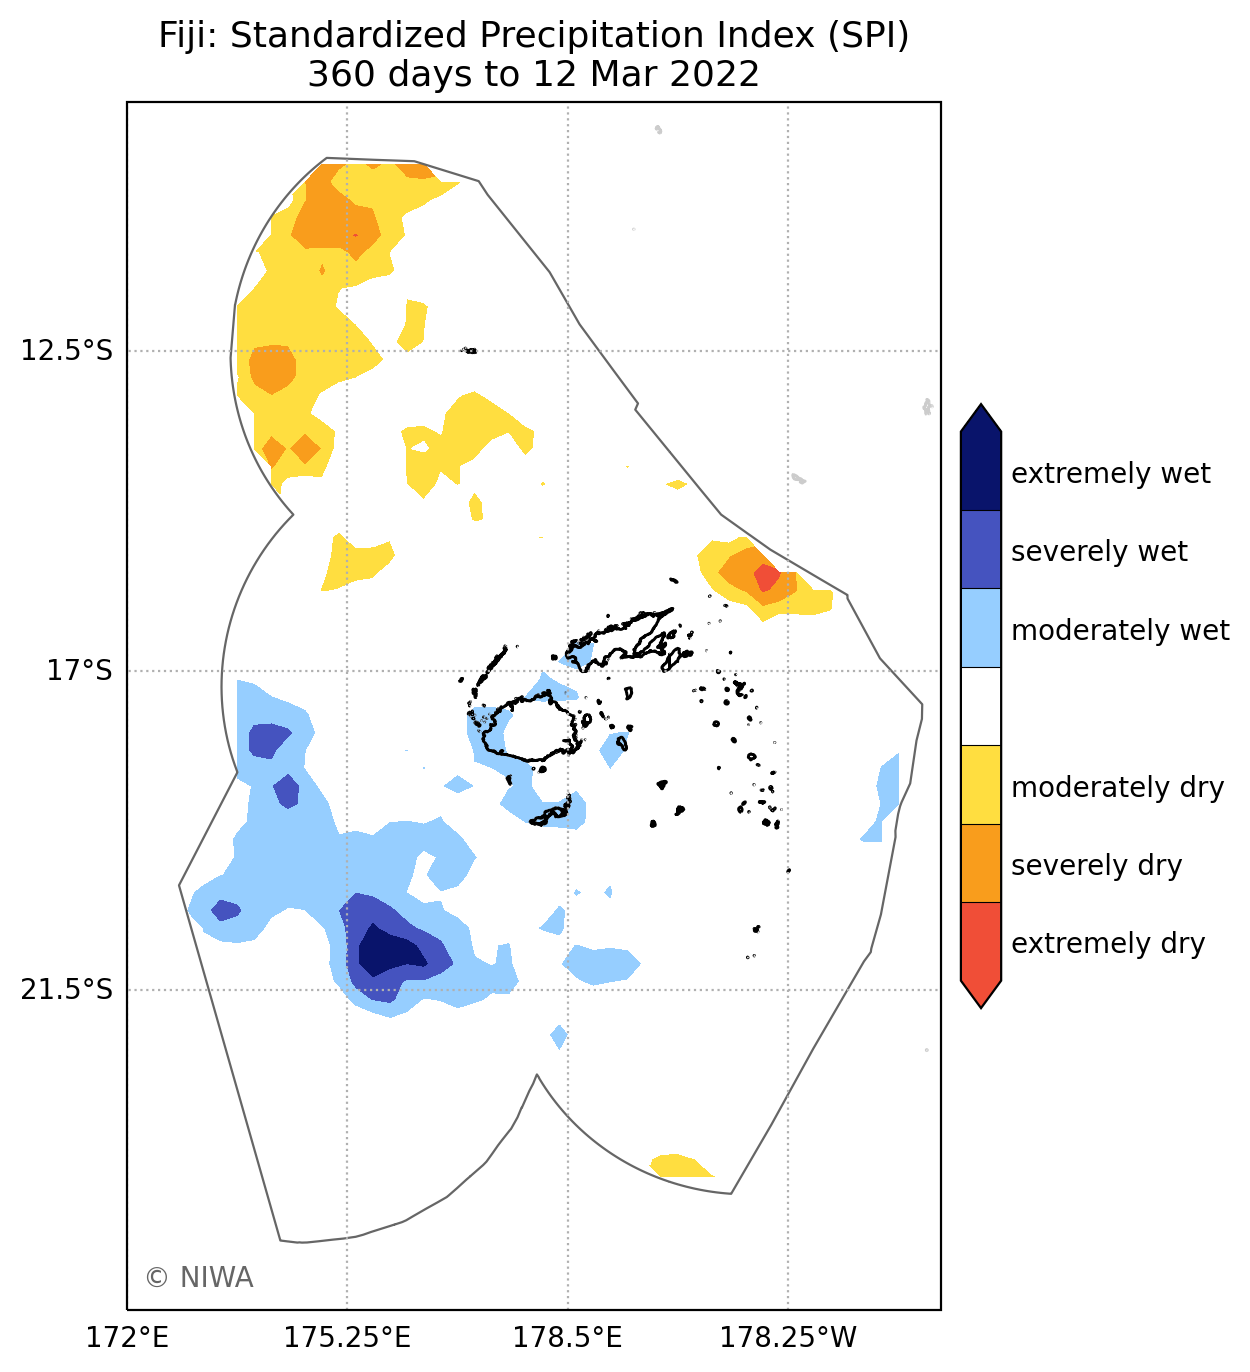 Fiji: Standardized Precipitation Index (SPI)
360 days to 12 Mar 2022
12.5°S
17°S
21.5°S
extremely wet
severely wet
moderately wet
moderately dry
severely dry
extremely dry
© NIWA
172°E
175.25°E
178.5°E
178.25°W